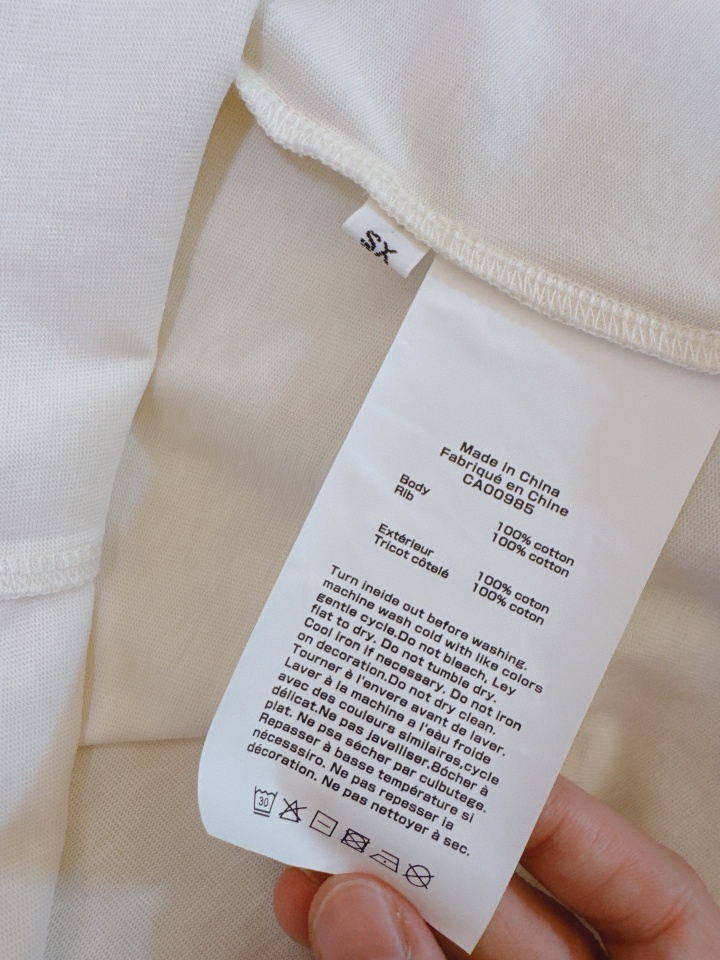 SX
Made in China
Fabriqué en Chine
CA00985
Body 100% cotton
Rib 100% cotton
Extérieur 100% coton
Tricot côtelé 100% coton
Turn inside out before washing,
machine wash cold with like colors
gentle cycle.Do not bleach, Ley
flat to dry. Do not tumble dry.
Cool iron if necessary. Do not iron
on decoration.Do not dry clean.
Tourner à l'envere avant de laver.
Laver à la machine a l'eàu froide
avec des couleurs similaires,cycle
délicat.Ne pas javelliser.Bócher à
plat. Ne psa sécher par culbutege.
Repasser à basse température si
nécesssiro. Ne pas repesser la
décoration. Ne pas nettoyer à sec.
30